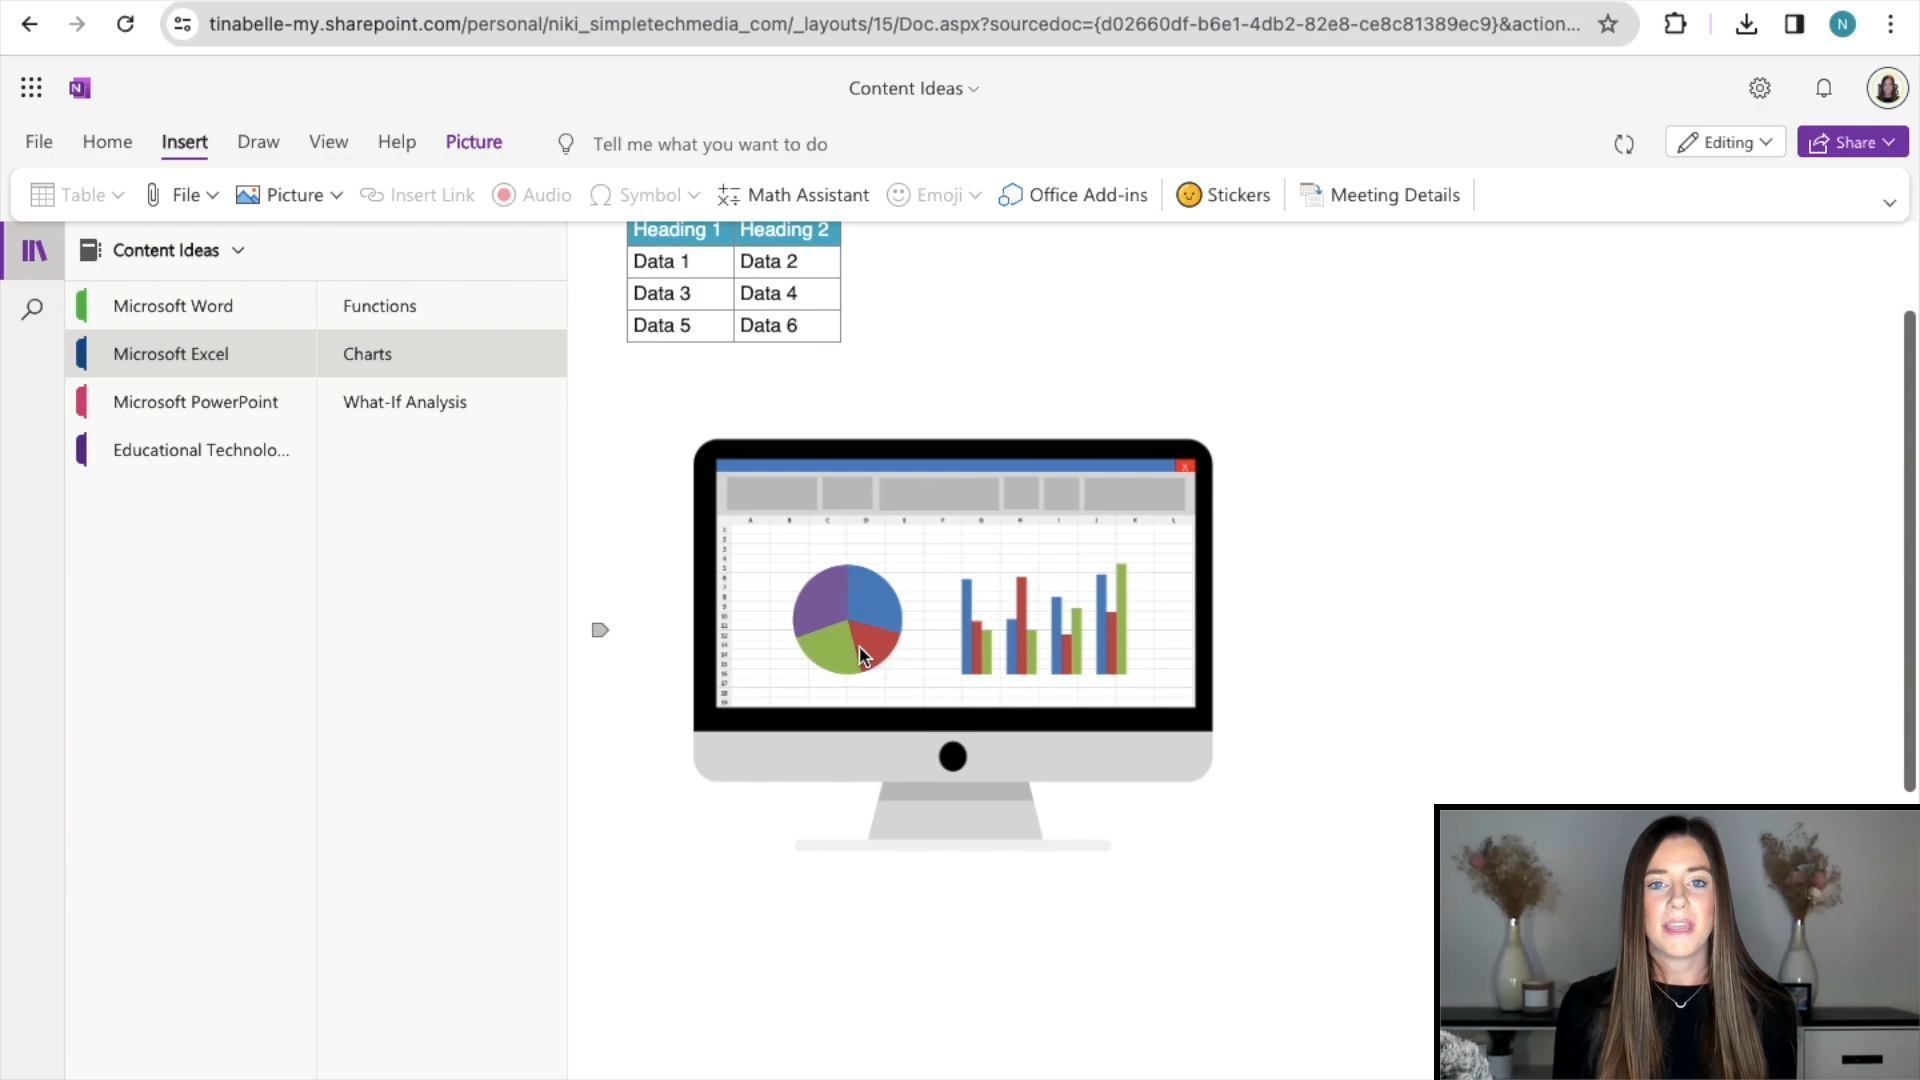 tinabelle-my.sharepoint.com/personal/niki_simpletechmedia_com/_layouts/15/Doc.aspx?sourcedoc={d02660df-b6e1-4db2-82e8-ce8c81389ec9}&action...
N
N
Content Ideas
File Home Insert Draw View Help Picture Tell me what you want to do Editing Share
Table File Picture Insert Link Audio Symbol Math Assistant Emoji Office Add-ins Stickers Meeting Details
Content Ideas
Microsoft Word
Microsoft Excel
Microsoft PowerPoint
Educational Technolo...
Functions
Charts
What-If Analysis
Heading 1 Heading 2
Data 1 Data 2
Data 3 Data 4
Data 5 Data 6
X
A B C D E F G H I J K L